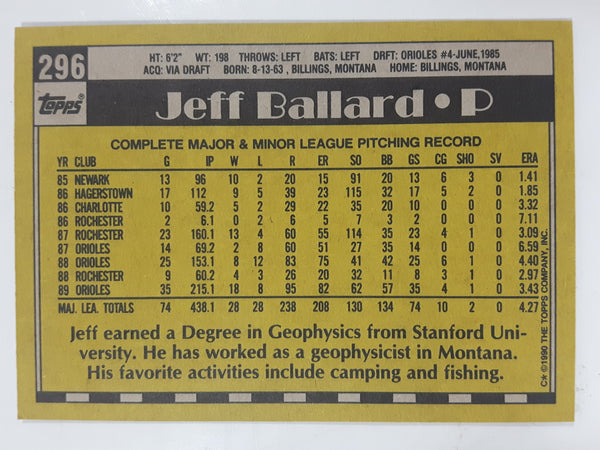 296
HT: 6'2" WT: 198 THROWS: LEFT BATS: LEFT DRFT: ORIOLES #4-JUNE, 1985
ACQ: VIA DRAFT BORN: 8-13-63, BILLINGS, MONTANA HOME: BILLINGS, MONTANA
Topps®
Jeff Ballard • P
COMPLETE MAJOR & MINOR LEAGUE PITCHING RECORD
YR CLUB G IP W L R ER SO BB GS CG SHO SV ERA
85 NEWARK 13 96 10 2 20 15 91 20 13 6 3 0 1.41
86 HAGERSTOWN 17 112 9 5 39 23 115 32 17 5 2 0 1.85
86 CHARLOTTE 10 59.2 5 2 35 22 35 20 10 0 0 0 3.32
86 ROCHESTER 2 6.1 0 2 8 5 7 3 2 0 0 0 7.11
87 ROCHESTER 23 160.1 13 4 60 55 114 35 23 4 1 0 3.09
87 ORIOLES 14 69.2 2 8 60 51 27 35 14 0 0 0 6.59
88 ORIOLES 25 153.1 8 12 83 75 41 42 25 6 1 0 4.40
88 ROCHESTER 9 60.2 4 3 26 20 32 11 8 1 0 0 2.97
89 ORIOLES 35 215.1 18 8 95 82 62 57 35 4 1 0 3.43
MAJ. LEA. TOTALS 74 438.1 28 28 238 208 130 134 74 10 2 0 4.27
Jeff earned a Degree in Geophysics from Stanford Uni-
versity. He has worked as a geophysicist in Montana.
His favorite activities include camping and fishing.
C* ©1990 THE TOPPS COMPANY, INC.